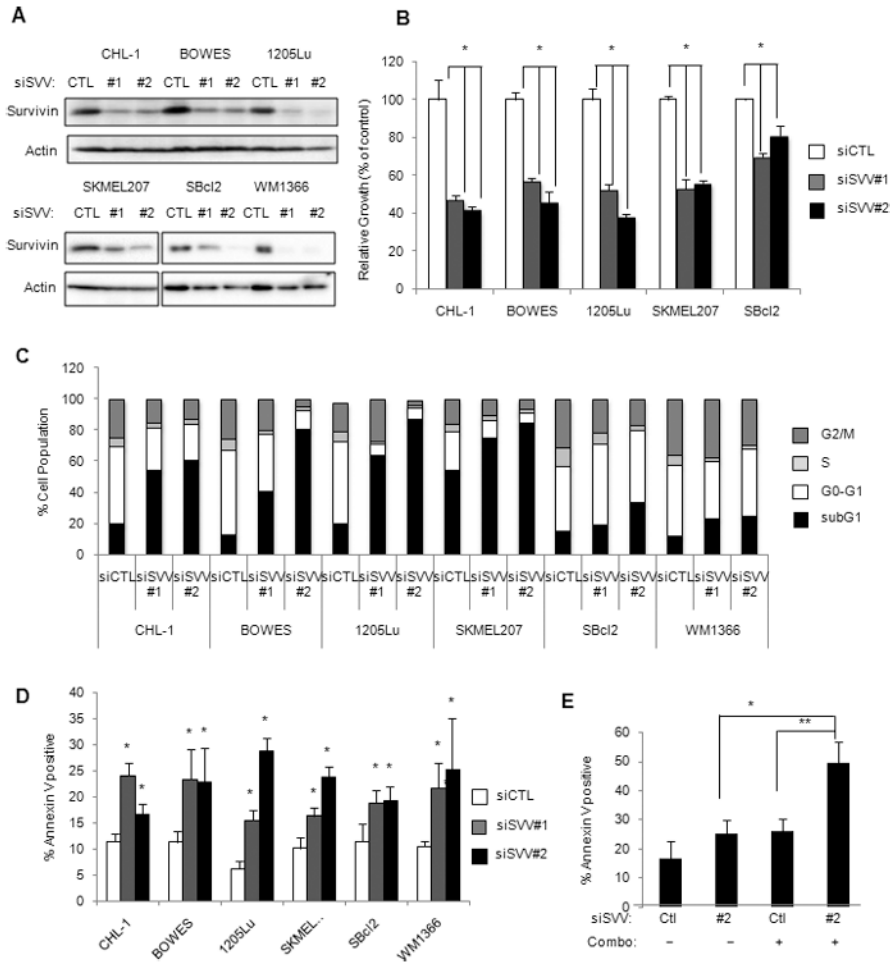 A
CHL-1 BOWES 1205Lu
siSVV: CTL #1 #2 CTL #1 #2 CTL #1 #2
Survivin
Actin
SKMEL207 SBcl2 WM1366
siSVV: CTL #1 #2 CTL #1 #2 CTL #1 #2
Survivin
Actin
B
Relative Growth (% of control)
120
100
80
60
40
20
0
* * * * *
CHL-1 BOWES 1205Lu SKMEL207 SBcl2
siCTL
siSVV#1
siSVV#2
C
% Cell Population
120
100
80
60
40
20
0
siCTL siSVV #1 siSVV #2 siCTL siSVV #1 siSVV #2 siCTL siSVV #1 siSVV #2 siCTL siSVV #1 siSVV #2 siCTL siSVV #1 siSVV #2 siCTL siSVV #1 siSVV #2
CHL-1 BOWES 1205Lu SKMEL207 SBcl2 WM1366
G2/M
S
G0-G1
subG1
D
% Annexin V positive
40
35
30
25
20
15
10
5
0
* * * * * * * * * * * *
CHL-1 BOWES 1205Lu SKMEL... SBcl2 WM1366
siCTL
siSVV#1
siSVV#2
E
% Annexin V positive
60
50
40
30
20
10
0
*
**
siSVV: Ctl #2 Ctl #2
Combo: – – + +